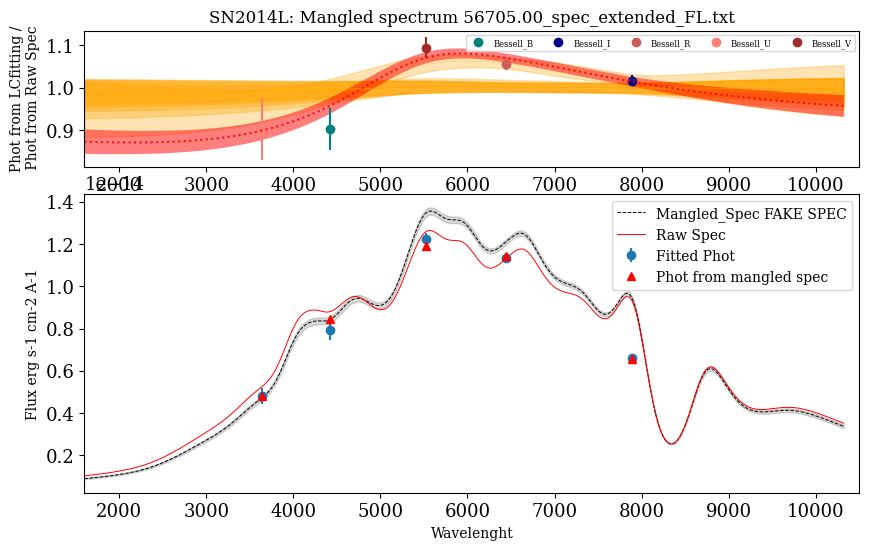 SN2014L: Mangled spectrum 56705.00_spec_extended_FL.txt
Phot from LCfitting /
Phot from Raw Spec
1.1
1.0
0.9
Bessell_B
Bessell_I
Bessell_R
Bessell_U
Bessell_V
2000 3000 4000 5000 6000 7000 8000 9000 10000
1e−14
Flux erg s-1 cm-2 A-1
1.4
1.2
1.0
0.8
0.6
0.4
0.2
Mangled_Spec FAKE SPEC
Raw Spec
Fitted Phot
Phot from mangled spec
2000 3000 4000 5000 6000 7000 8000 9000 10000
Wavelenght